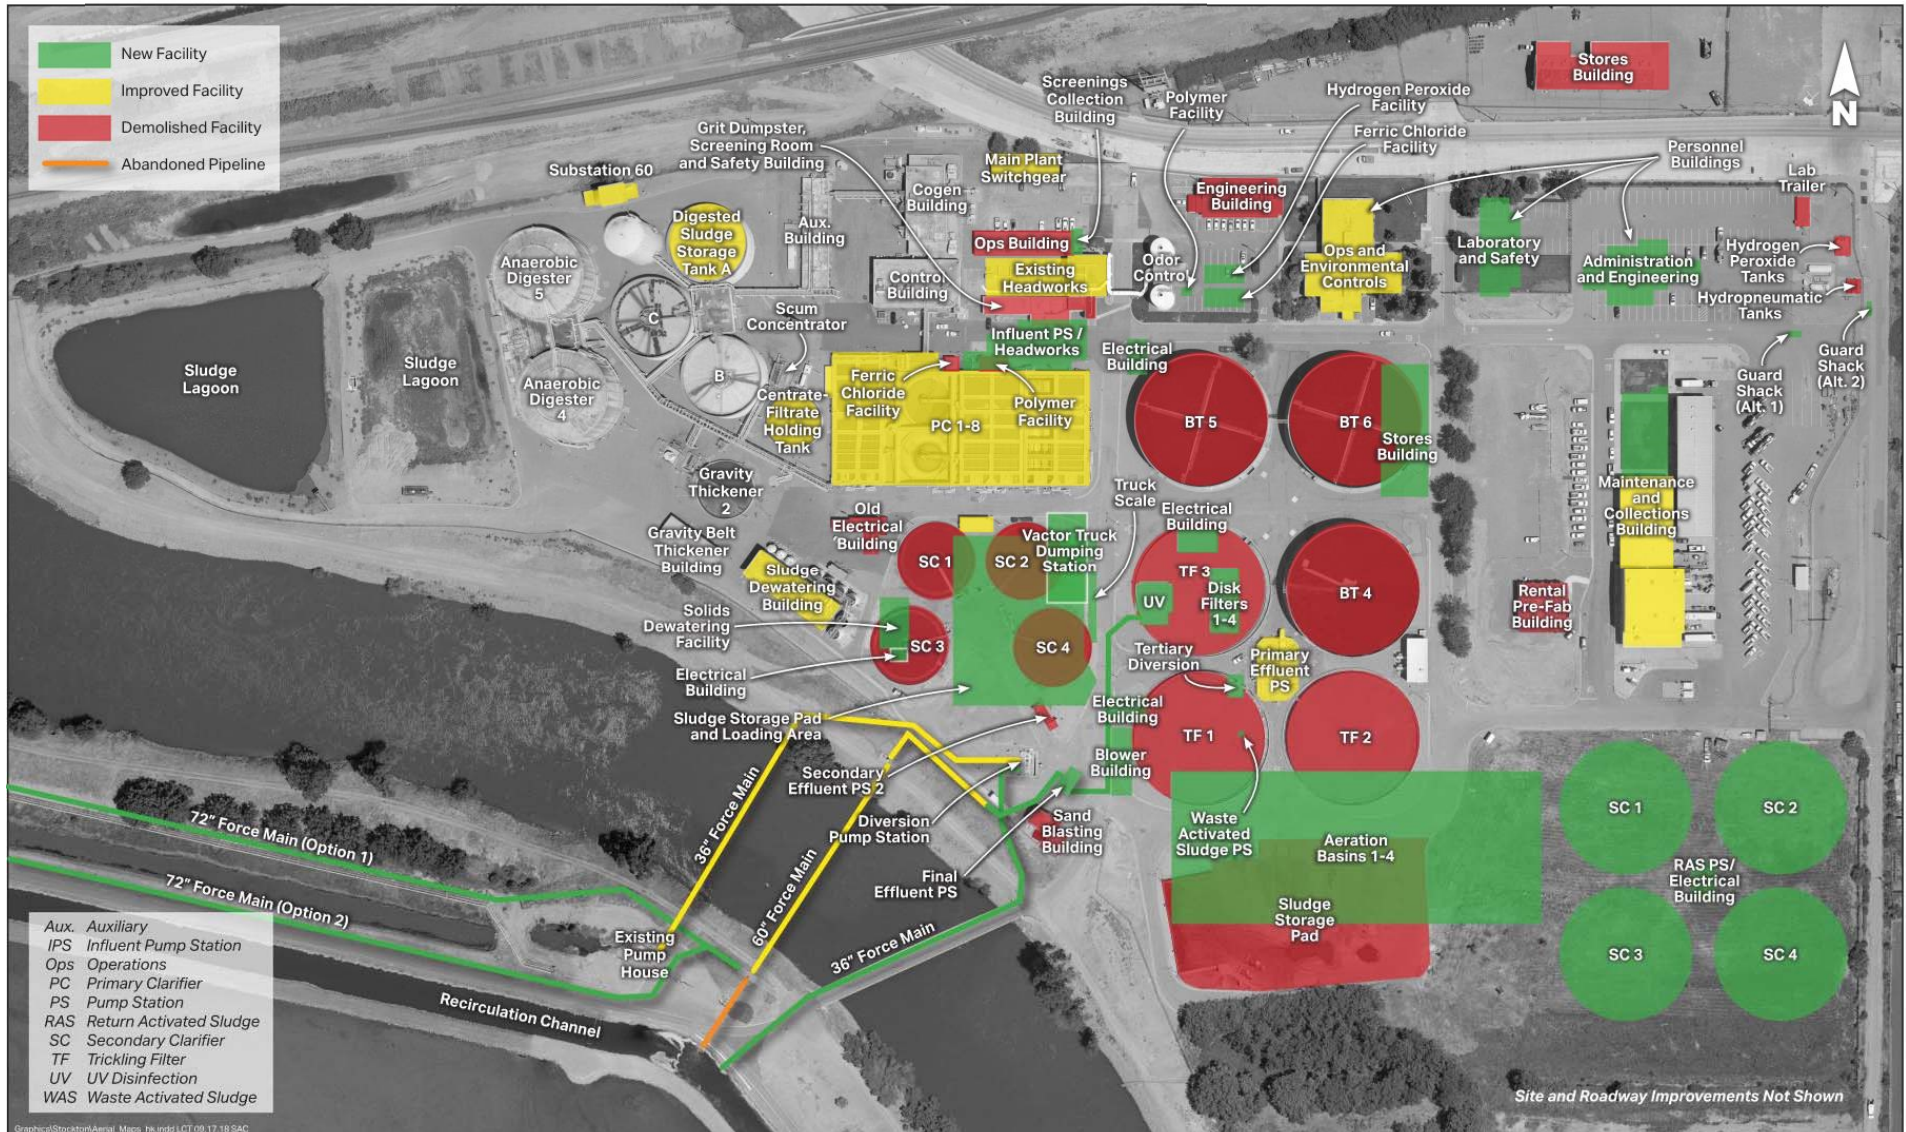 New Facility
Improved Facility
Demolished Facility
Abandoned Pipeline
Stores
Building
N
Screenings
Collection
Building
Polymer
Facility
Hydrogen Peroxide
Facility
Ferric Chloride
Facility
Personnel
Buildings
Grit Dumpster,
Screening Room
and Safety Building
Main Plant
Switchgear
Substation 60
Cogen
Building
Engineering
Building
Lab
Trailer
Digested
Sludge
Storage
Tank A
Aux.
Building
Ops Building
Odor
Control
Ops and
Environmental
Controls
Laboratory
and Safety
Administration
and Engineering
Hydrogen
Peroxide
Tanks
Anaerobic
Digester
5
Control
Building
Existing
Headworks
Hydropneumatic
Tanks
C
Scum
Concentrator
Influent PS /
Headworks
Electrical
Building
Guard
Shack
(Alt. 1)
Guard
Shack
(Alt. 2)
Sludge
Lagoon
Sludge
Lagoon
Anaerobic
Digester
4
B
Centrate-
Filtrate
Holding
Tank
Ferric
Chloride
Facility
PC 1-8
Polymer
Facility
BT 5
BT 6
Stores
Building
Gravity
Thickener
2
Truck
Scale
Maintenance
and
Collections
Building
Gravity Belt
Thickener
Building
Old
Electrical
Building
Electrical
Building
Vactor Truck
Dumping
Station
SC 1
SC 2
TF 3
Disk
Filters
1-4
UV
BT 4
Sludge
Dewatering
Building
Rental
Pre-Fab
Building
Solids
Dewatering
Facility
SC 3
SC 4
Tertiary
Diversion
Primary
Effluent
PS
Electrical
Building
Sludge Storage Pad
and Loading Area
Electrical
Building
TF 1
TF 2
Secondary
Effluent PS 2
Blower
Building
36" Force Main
Diversion
Pump Station
Sand
Blasting
Building
Waste
Activated
Sludge PS
Aeration
Basins 1-4
SC 1
SC 2
72" Force Main (Option 1)
60" Force Main
Final
Effluent PS
RAS PS/
Electrical
Building
72" Force Main (Option 2)
Sludge
Storage
Pad
Existing
Pump
House
36" Force Main
SC 3
SC 4
Recirculation Channel
Aux. Auxiliary
IPS Influent Pump Station
Ops Operations
PC Primary Clarifier
PS Pump Station
RAS Return Activated Sludge
SC Secondary Clarifier
TF Trickling Filter
UV UV Disinfection
WAS Waste Activated Sludge
Site and Roadway Improvements Not Shown
Graphics\Stockton\Aerial_Maps_hk.indd LCT 09.17.18 SAC